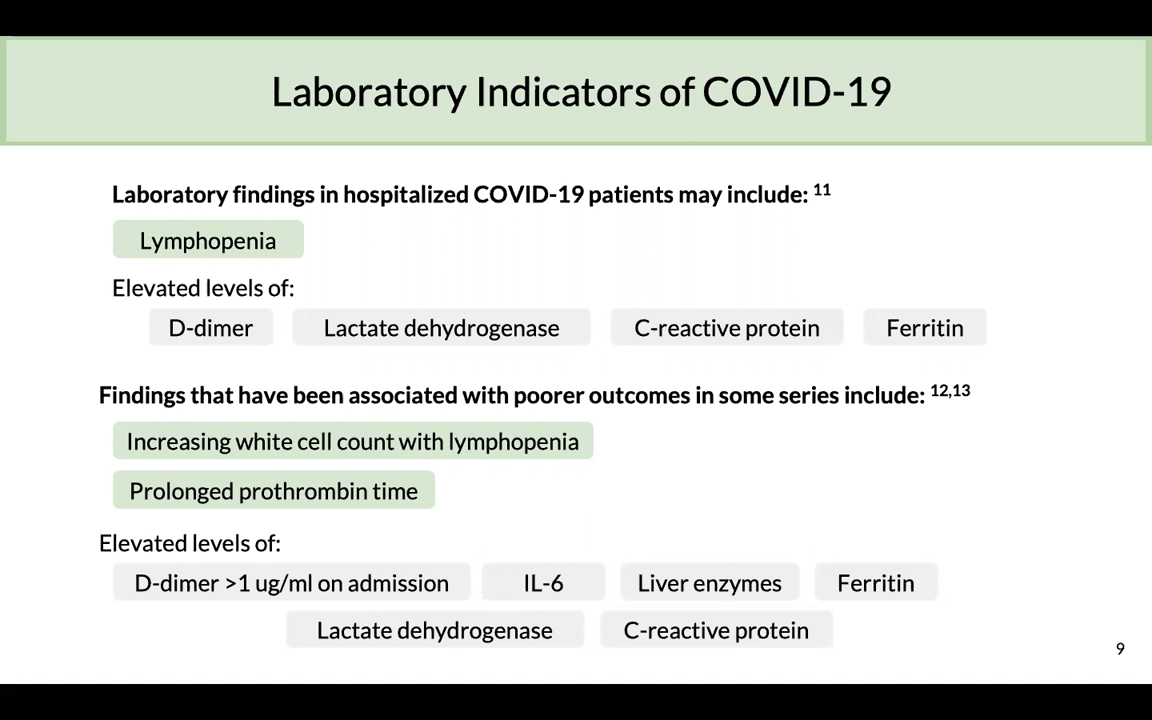 Laboratory Indicators of COVID-19
Laboratory findings in hospitalized COVID-19 patients may include: 11
Lymphopenia
Elevated levels of:
D-dimer Lactate dehydrogenase C-reactive protein Ferritin
Findings that have been associated with poorer outcomes in some series include: 12,13
Increasing white cell count with lymphopenia
Prolonged prothrombin time
Elevated levels of:
D-dimer >1 ug/ml on admission IL-6 Liver enzymes Ferritin
Lactate dehydrogenase C-reactive protein
9